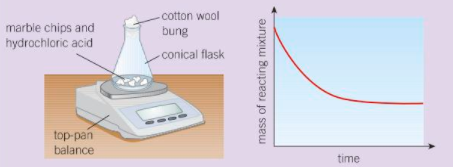 marble chips and
hydrochloric acid
cotton wool
bung
conical flask
top-pan
balance
mass of reacting mixture
time